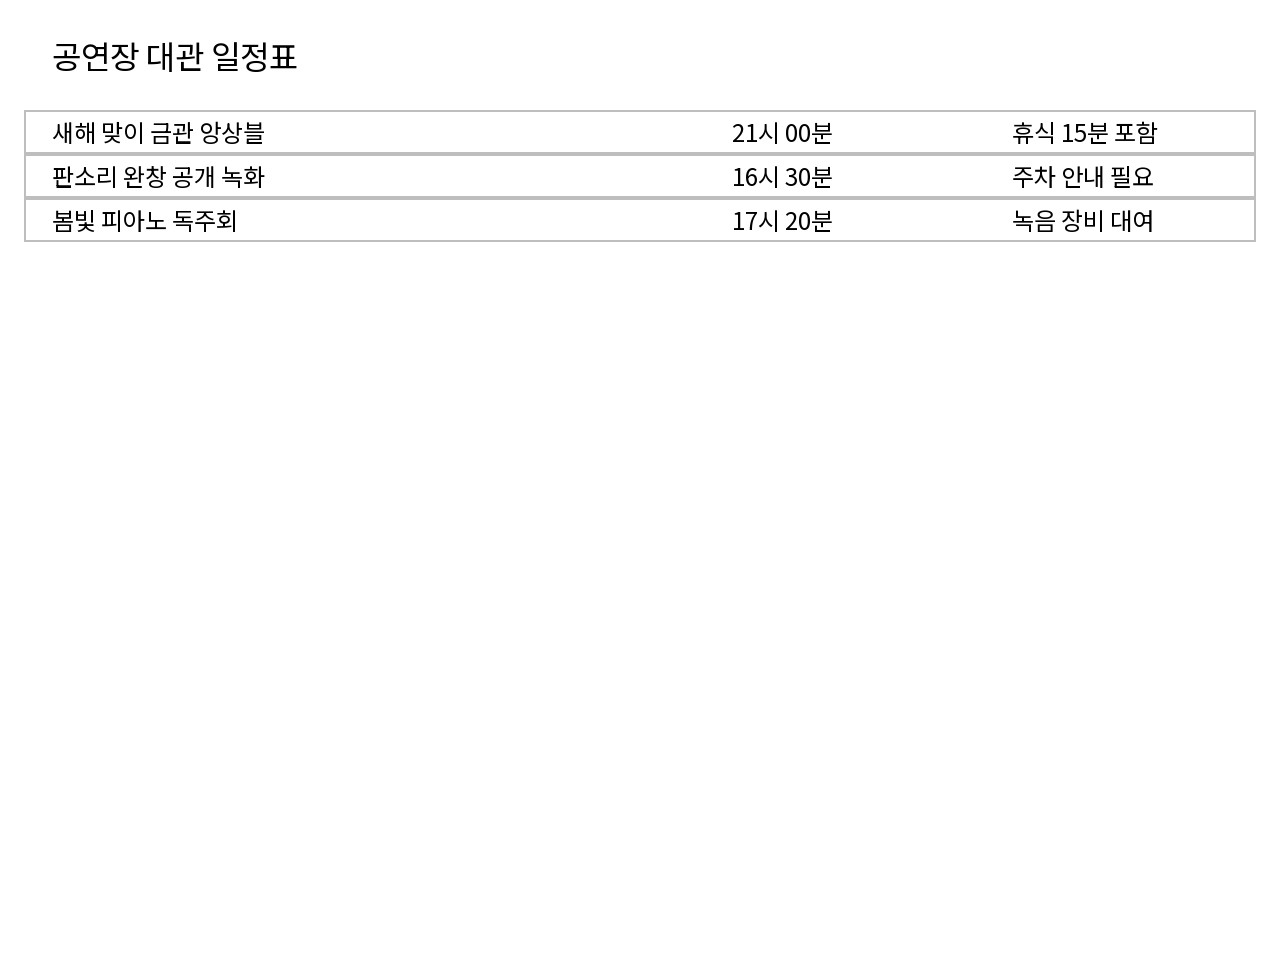 공연장 대관 일정표
새해 맞이 금관 앙상블 21시 00분 휴식 15분 포함
판소리 완창 공개 녹화 16시 30분 주차 안내 필요
봄빛 피아노 독주회 17시 20분 녹음 장비 대여